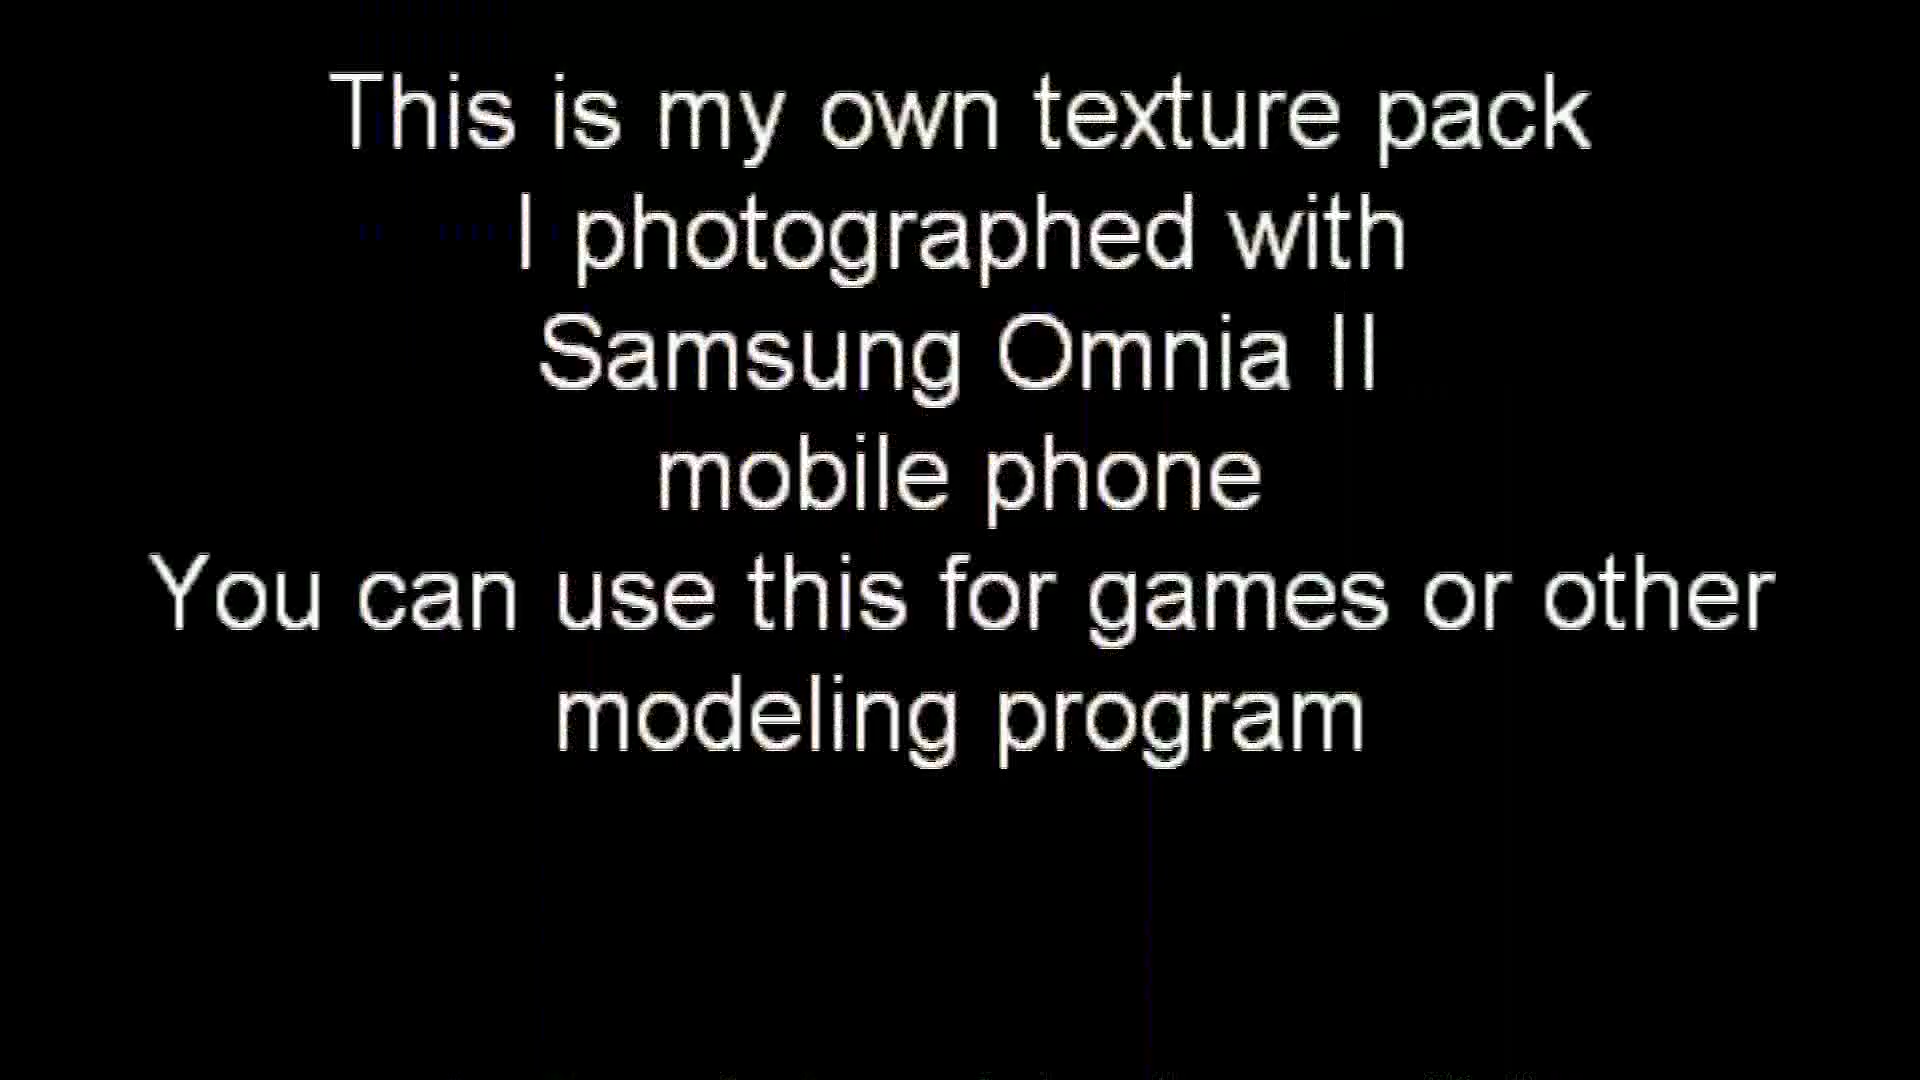 This is my own texture pack
I photographed with
Samsung Omnia II
mobile phone
You can use this for games or other
modeling program